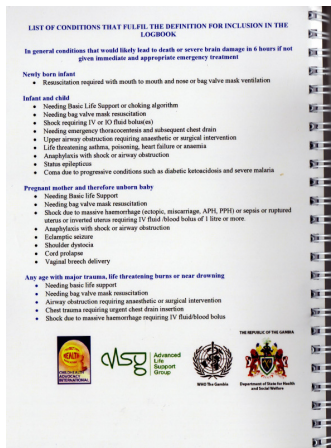 LIST OF CONDITIONS THAT FULFIL THE DEFINITION FOR INCLUSION IN THE
LOGBOOK
In general conditions that would likely lead to death or severe brain damage in 6 hours if not
given immediate and appropriate emergency treatment
Newly born infant
• Resuscitation required with mouth to mouth and nose or bag valve mask ventilation
Infant and child
• Needing Basic Life Support or choking algorithm
• Needing bag valve mask resuscitation
• Shock requiring IV or IO fluid bolus(es)
• Needing emergency thoracocentesis and subsequent chest drain
• Upper airway obstruction requiring anaesthetic or surgical intervention
• Life threatening asthma, poisoning, heart failure or anaemia
• Anaphylaxis with shock or airway obstruction
• Status epilepticus
• Coma due to progressive conditions such as diabetic ketoacidosis and severe malaria
Pregnant mother and therefore unborn baby
• Needing Basic Life Support
• Needing bag valve mask resuscitation
• Shock due to massive haemorrhage (ectopic, miscarriage, APH, PPH) or sepsis or ruptured
uterus or inverted uterus requiring IV fluid /blood bolus of 1 litre or more
• Anaphylaxis with shock or airway obstruction
• Eclamptic seizure
• Shoulder dystocia
• Cord prolapse
• Vaginal breech delivery
Any age with major trauma, life threatening burns or near drowning
• Needing basic life support
• Needing bag valve mask resuscitation
• Airway obstruction requiring anaesthetic or surgical intervention
• Chest trauma requiring urgent chest drain insertion
• Shock due to massive haemorrhage requiring IV fluid/blood bolus
THE REPUBLIC OF THE GAMBIA
HEALTH
CHILDHEALTH
ADVOCACY
INTERNATIONAL
alsg
Advanced
Life
Support
Group
WHO The Gambia
Department of State for Health
and Social Welfare